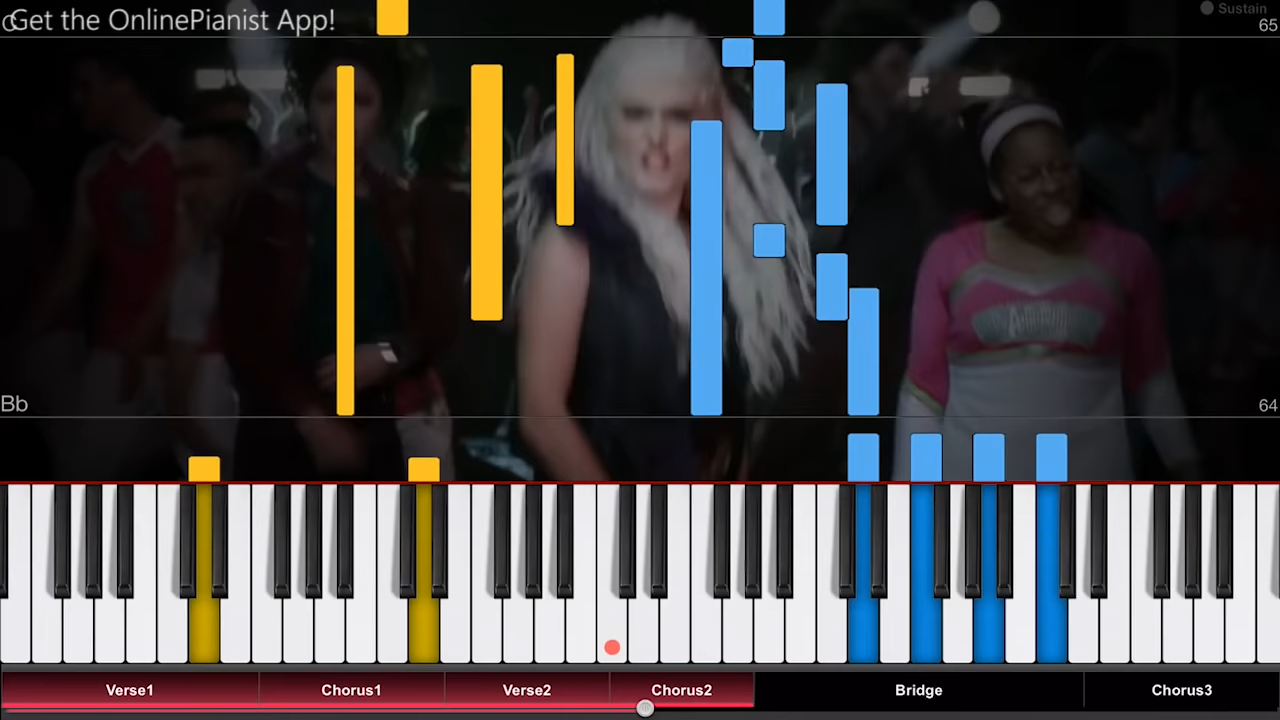 Get the OnlinePianist App!
Sustain
65
Bb
64
Verse1
Chorus1
Verse2
Chorus2
Bridge
Chorus3